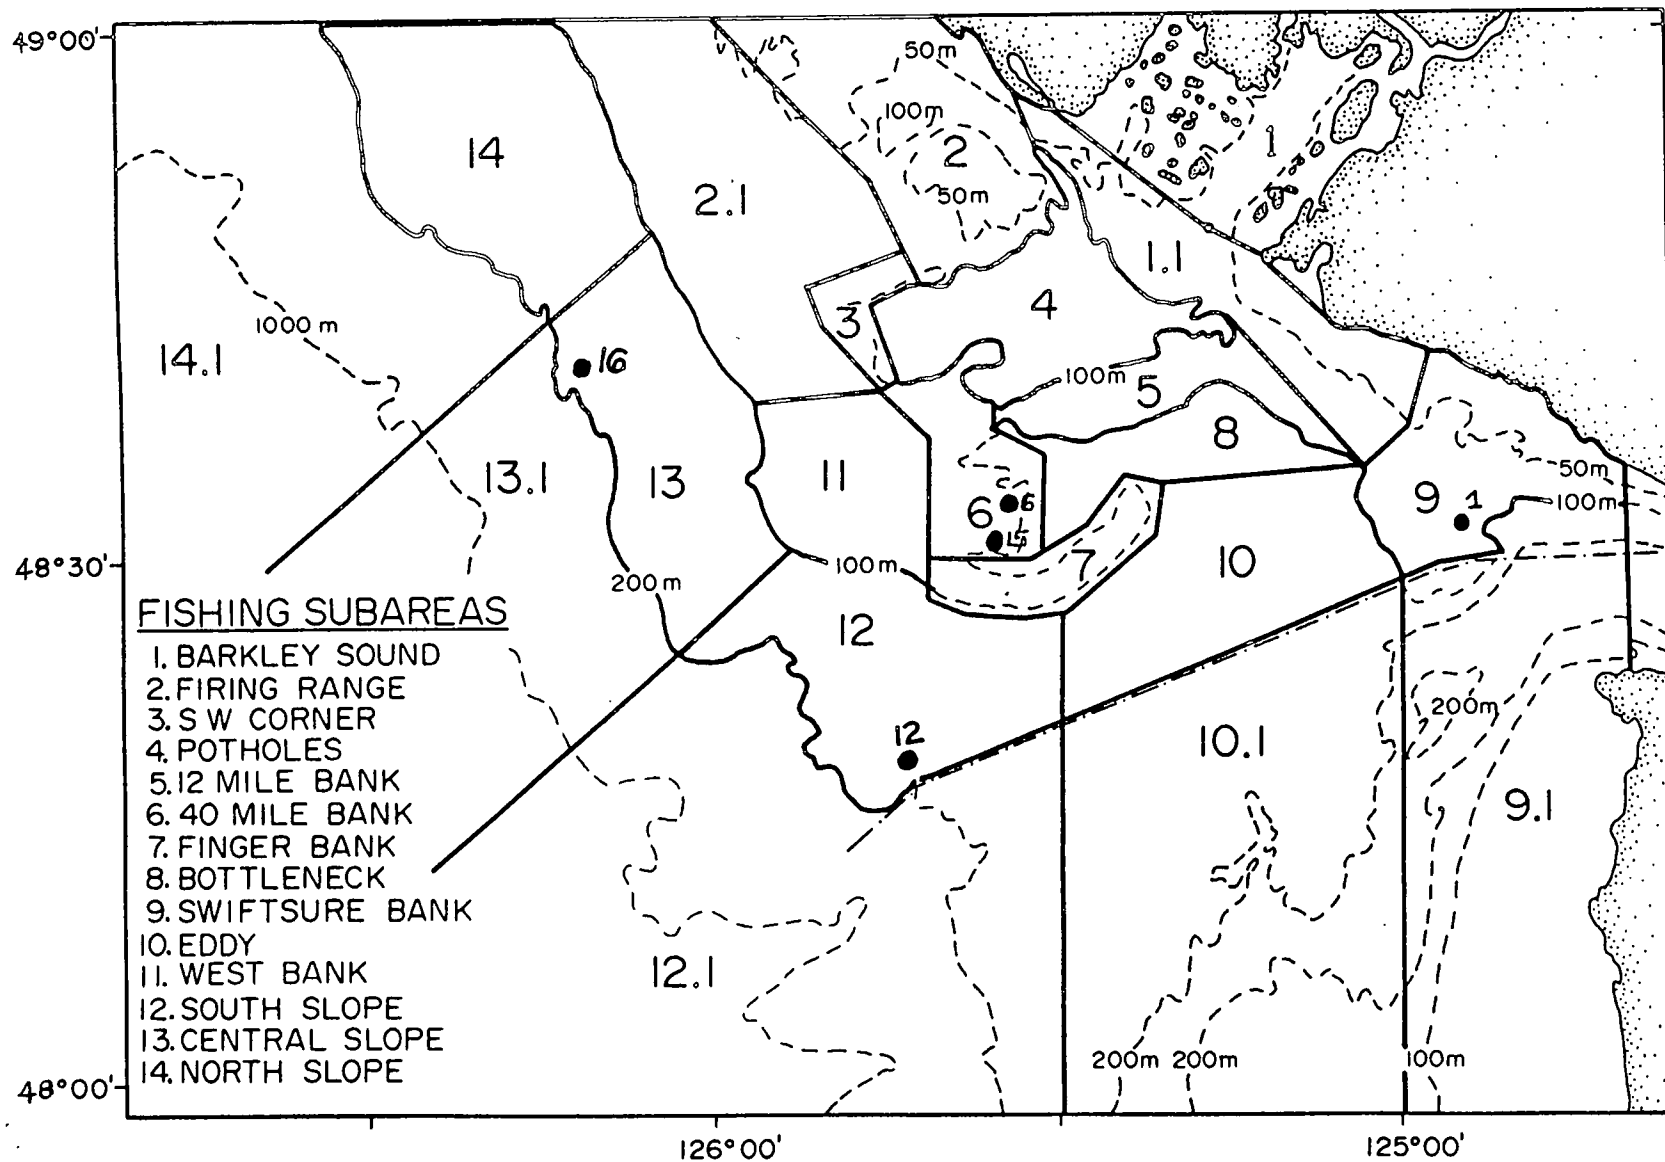 49°00'
50m
100m
14
2
1
2.1
50m
1.1
3
4
1000 m
14.1
16
100m
5
8
13.1
13
11
6
6
15
9
1
50m
100m
7
10
48°30'
200 m
100m
12
FISHING SUBAREAS
1. BARKLEY SOUND
2. FIRING RANGE
3. S W CORNER
4. POTHOLES
5. 12 MILE BANK
6. 40 MILE BANK
7. FINGER BANK
8. BOTTLENECK
9. SWIFTSURE BANK
10. EDDY
11. WEST BANK
12. SOUTH SLOPE
13. CENTRAL SLOPE
14. NORTH SLOPE
200m
12
10.1
9.1
12.1
200m
200m
100m
48°00'
126°00'
125°00'